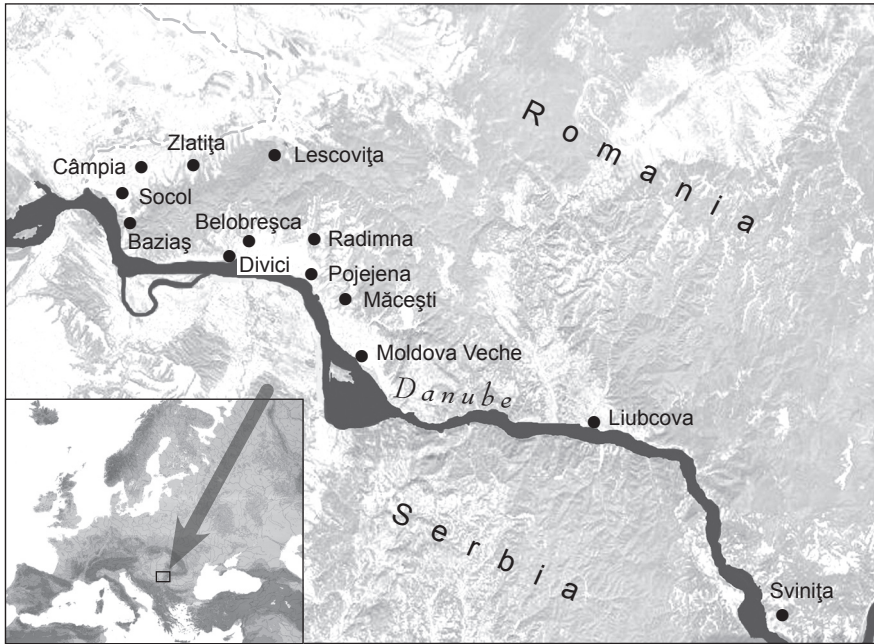 Romania
Zlatiţa
Câmpia
Lescoviţa
Socol
Belobreşca
Baziaş
Radimna
Divici
Pojejena
Măceşti
Moldova Veche
Danube
Liubcova
Serbia
Sviniţa